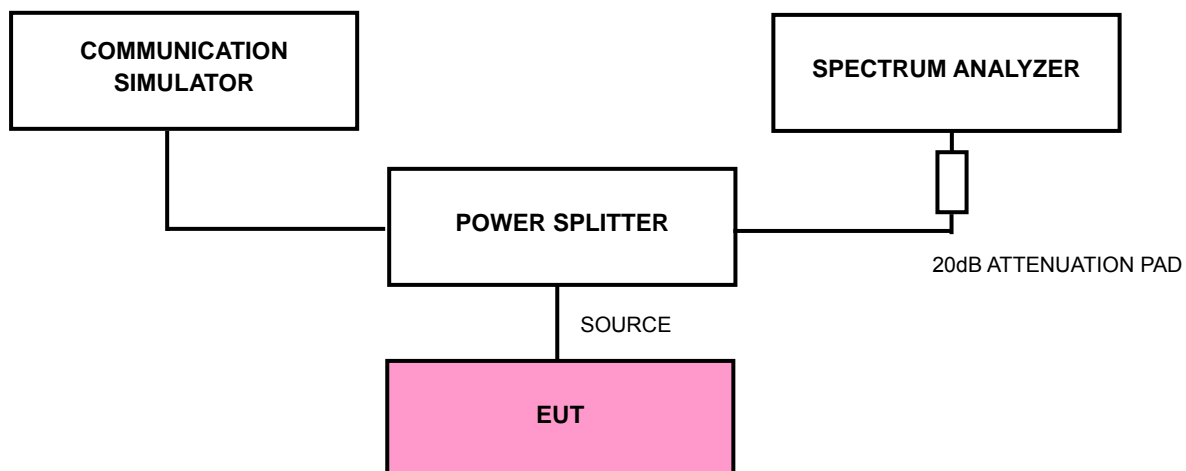 COMMUNICATION
SIMULATOR
SPECTRUM ANALYZER
POWER SPLITTER
20dB ATTENUATION PAD
SOURCE
EUT